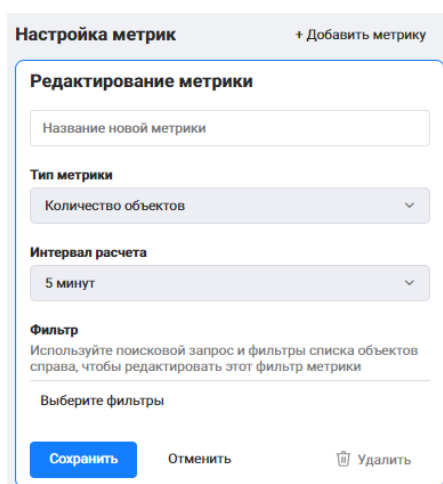 Настройка метрик
+ Добавить метрику
Редактирование метрики
Название новой метрики
Тип метрики
Количество объектов
Интервал расчета
5 минут
Фильтр
Используйте поисковой запрос и фильтры списка объектов
справа, чтобы редактировать этот фильтр метрики
Выберите фильтры
Сохранить
Отменить
Удалить